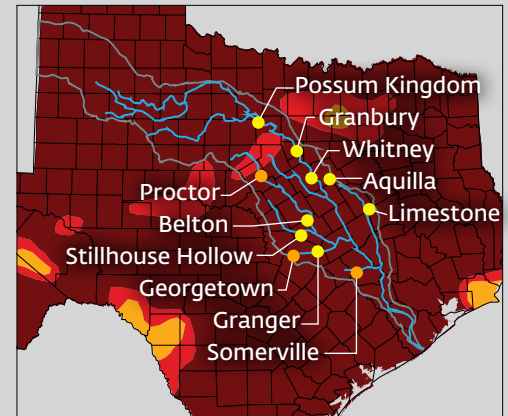 Possum Kingdom
Granbury
Whitney
Proctor
Aquilla
Belton
Limestone
Stillhouse Hollow
Georgetown
Granger
Somerville